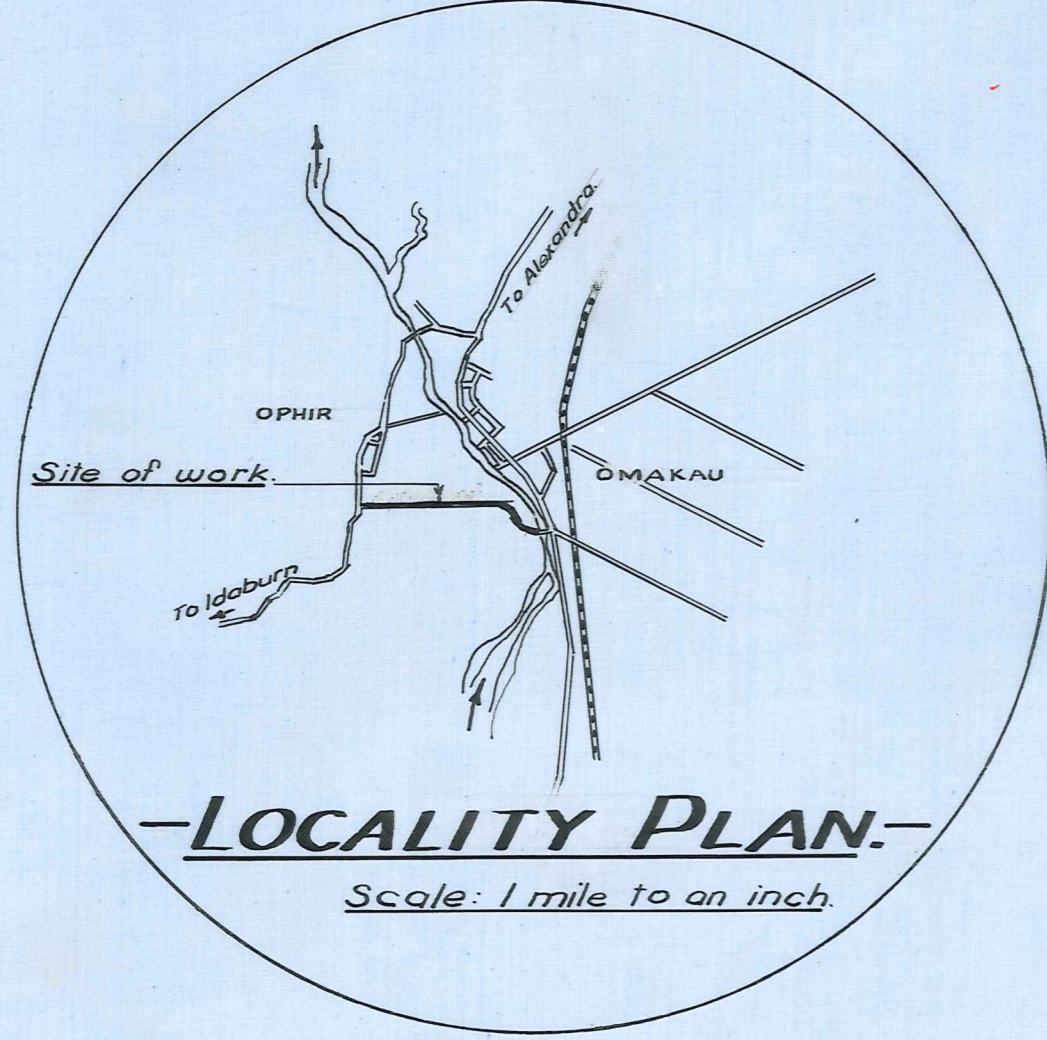 To Alexandra.
OPHIR
Site of work.
OMAKAU
To Idaburn
-LOCALITY PLAN.-
Scale: 1 mile to an inch.